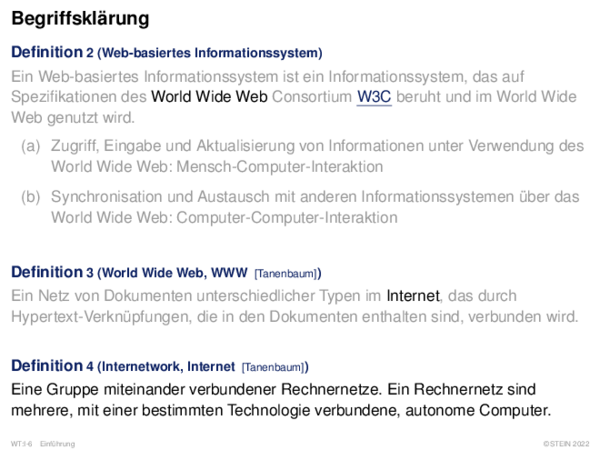 Begriffsklärung
Definition 2 (Web-basiertes Informationssystem)
Ein Web-basiertes Informationssystem ist ein Informationssystem, das auf
Spezifikationen des World Wide Web Consortium W3C beruht und im World Wide
Web genutzt wird.
(a) Zugriff, Eingabe und Aktualisierung von Informationen unter Verwendung des
World Wide Web: Mensch-Computer-Interaktion
(b) Synchronisation und Austausch mit anderen Informationssystemen über das
World Wide Web: Computer-Computer-Interaktion
Definition 3 (World Wide Web, WWW [Tanenbaum])
Ein Netz von Dokumenten unterschiedlicher Typen im Internet, das durch
Hypertext-Verknüpfungen, die in den Dokumenten enthalten sind, verbunden wird.
Definition 4 (Internetwork, Internet [Tanenbaum])
Eine Gruppe miteinander verbundener Rechnernetze. Ein Rechnernetz sind
mehrere, mit einer bestimmten Technologie verbundene, autonome Computer.
WT:I-6 Einführung ©STEIN 2022